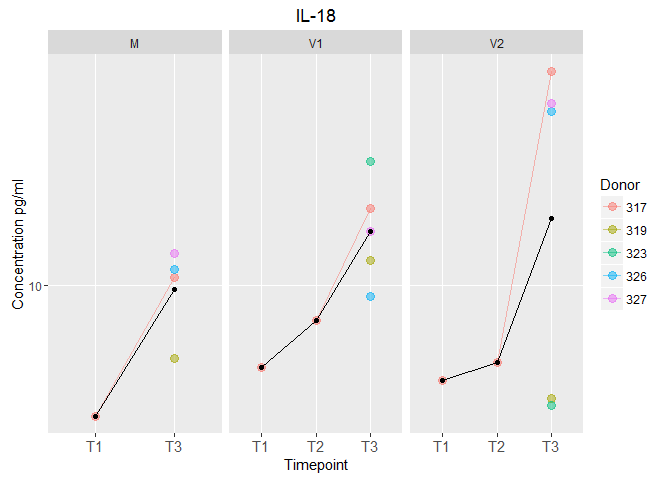 IL-18
M V1 V2
Concentration pg/ml
10
Donor
317
319
323
326
327
T1 T3 T1 T2 T3 T1 T2 T3
Timepoint